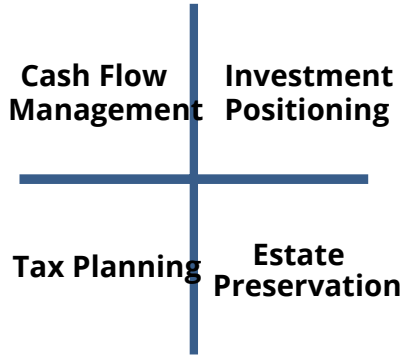 Cash Flow
Management
Investment
Positioning
Tax Planning
Estate
Preservation